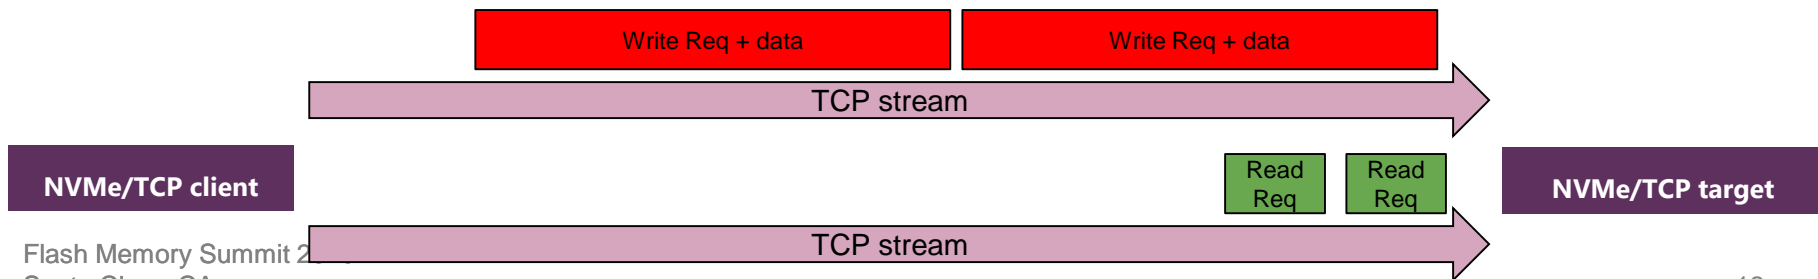 Write Req + data
Write Req + data
TCP stream
Read
Req
Read
Req
NVMe/TCP client
NVMe/TCP target
TCP stream
Flash Memory Summit